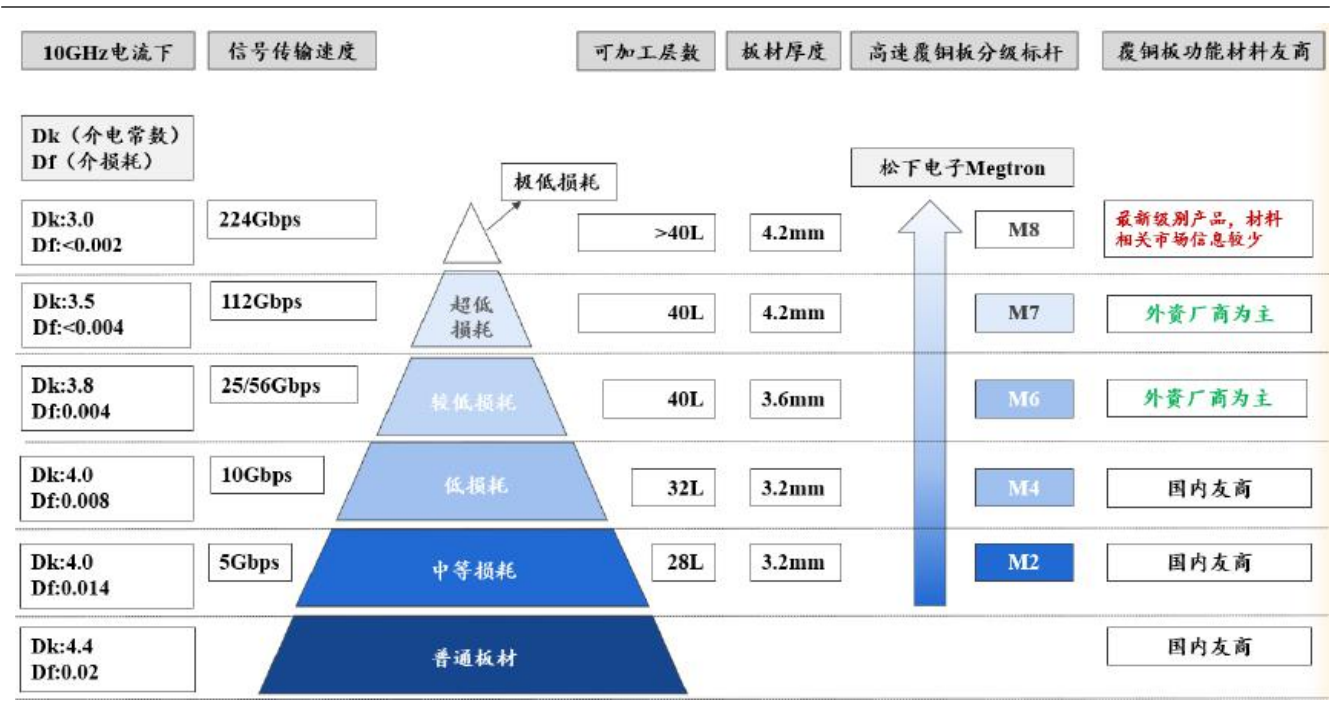 10GHz电流下
信号传输速度
可加工层数
板材厚度
高速覆铜板分级标杆
覆铜板功能材料友商
Dk（介电常数）
Df（介损耗）
极低损耗
松下电子Megtron
Dk:3.0
Df:<0.002
224Gbps
>40L
4.2mm
M8
最新级别产品，材料
相关市场信息较少
Dk:3.5
Df:<0.004
112Gbps
超低
损耗
40L
4.2mm
M7
外资厂商为主
Dk:3.8
Df:0.004
25/56Gbps
较低损耗
40L
3.6mm
M6
外资厂商为主
Dk:4.0
Df:0.008
10Gbps
低损耗
32L
3.2mm
M4
国内友商
Dk:4.0
Df:0.014
5Gbps
中等损耗
28L
3.2mm
M2
国内友商
Dk:4.4
Df:0.02
普通板材
国内友商